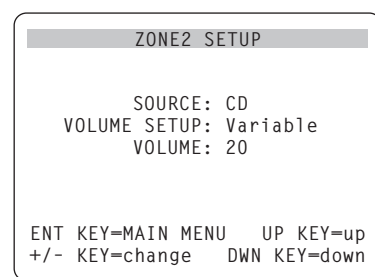 ZONE2 SETUP
SOURCE: CD
VOLUME SETUP: Variable
VOLUME: 20
ENT KEY=MAIN MENU UP KEY=up
+/- KEY=change DWN KEY=down